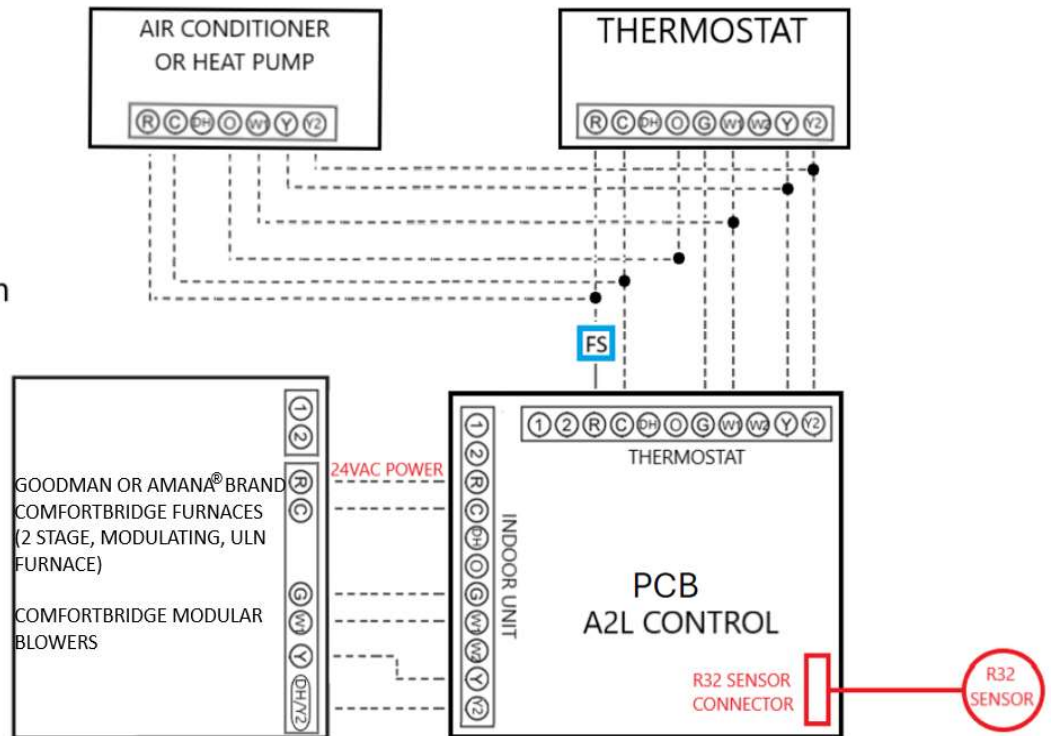 AIR CONDITIONER
OR HEAT PUMP
R C DH O W1 Y Y2
THERMOSTAT
R C DH O G W1 W2 Y Y2
n
FS
1
2
R
C
G
W1
Y
DH/Y2
GOODMAN OR AMANA® BRAND
COMFORTBRIDGE FURNACES
(2 STAGE, MODULATING, ULN
FURNACE)
COMFORTBRIDGE MODULAR
BLOWERS
24VAC POWER
1
2
R
C
DH
O
G
W1
W2
Y
Y2
INDOOR UNIT
1 2 R C DH O G W1 W2 Y Y2
THERMOSTAT
PCB
A2L CONTROL
R32 SENSOR
CONNECTOR
R32
SENSOR